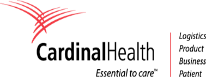 CardinalHealth
Essential to care™
Logistics
Product
Business
Patient